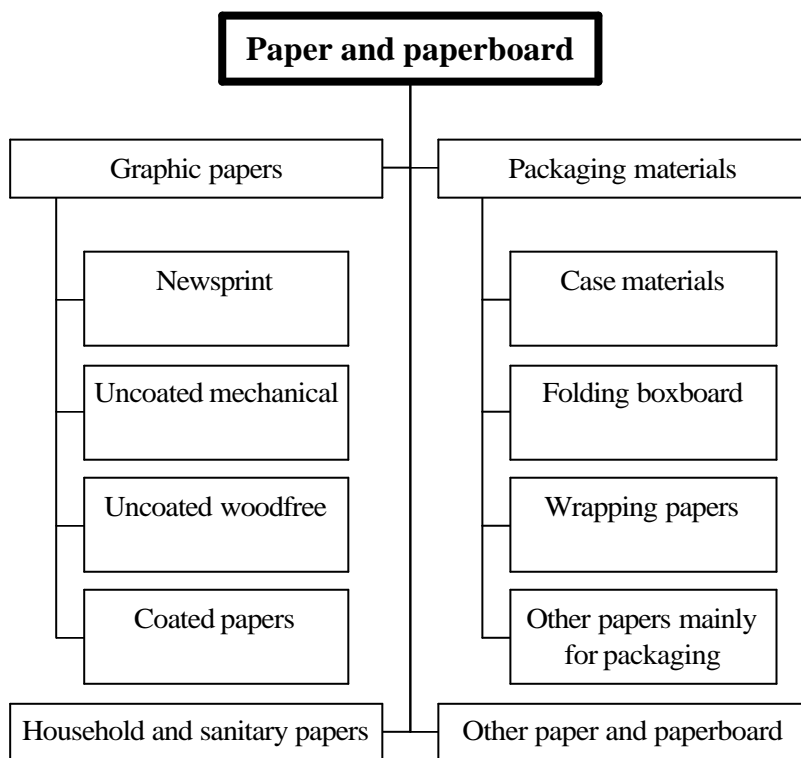 Paper and paperboard
Graphic papers
Newsprint
Uncoated mechanical
Uncoated woodfree
Coated papers
Packaging materials
Case materials
Folding boxboard
Wrapping papers
Other papers mainly
for packaging
Household and sanitary papers
Other paper and paperboard